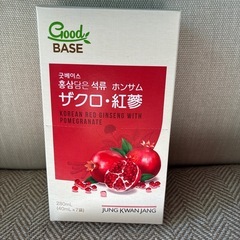 Good
BASE
굿베이스
홍삼담은 석류 ホンサム
ザクロ・紅蔘
KOREAN RED GINSENG WITH
POMEGRANATE
JUNG KWAN JANG